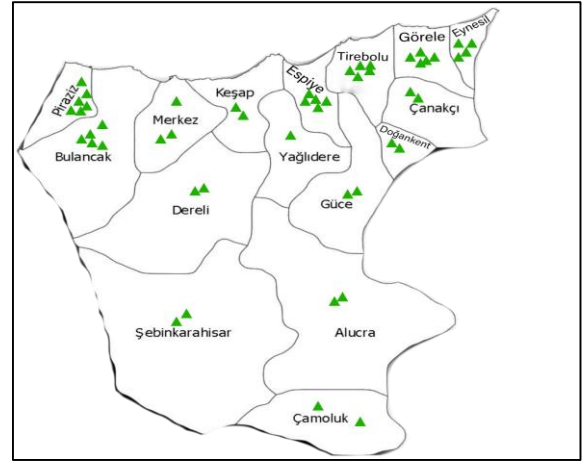 Eynesil
Görele
Tirebolu
Espiye
Keşap
Piraziz
Merkez
Çanakçı
Doğankent
Bulancak
Yağlıdere
Dereli
Güce
Şebinkarahisar
Alucra
Çamoluk